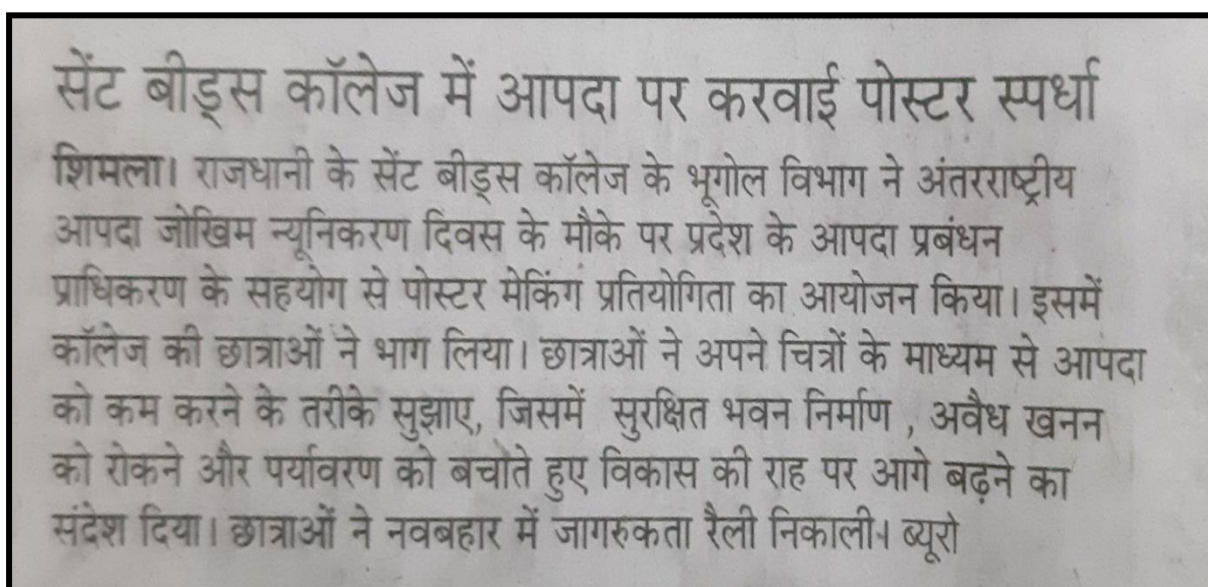 सेंट बीड्स कॉलेज में आपदा पर करवाई पोस्टर स्पर्धा
शिमला। राजधानी के सेंट बीड्स कॉलेज के भूगोल विभाग ने अंतरराष्ट्रीय
आपदा जोखिम न्यूनिकरण दिवस के मौके पर प्रदेश के आपदा प्रबंधन
प्राधिकरण के सहयोग से पोस्टर मेकिंग प्रतियोगिता का आयोजन किया। इसमें
कॉलेज की छात्राओं ने भाग लिया। छात्राओं ने अपने चित्रों के माध्यम से आपदा
को कम करने के तरीके सुझाए, जिसमें सुरक्षित भवन निर्माण , अवैध खनन
को रोकने और पर्यावरण को बचाते हुए विकास की राह पर आगे बढ़ने का
संदेश दिया। छात्राओं ने नवबहार में जागरुकता रैली निकाली। ब्यूरो